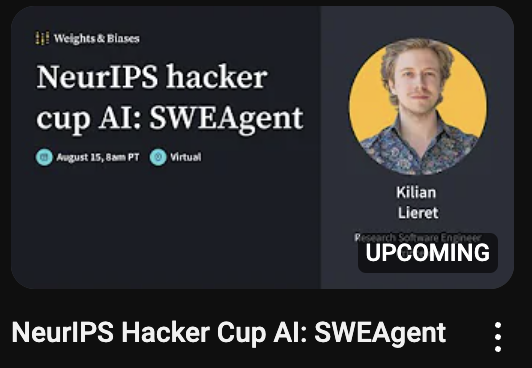 Weights & Biases
NeurIPS hacker
cup AI: SWEAgent
August 15, 8am PT Virtual
Kilian
Lieret
Research Software Engineer
UPCOMING
NeurIPS Hacker Cup AI: SWEAgent